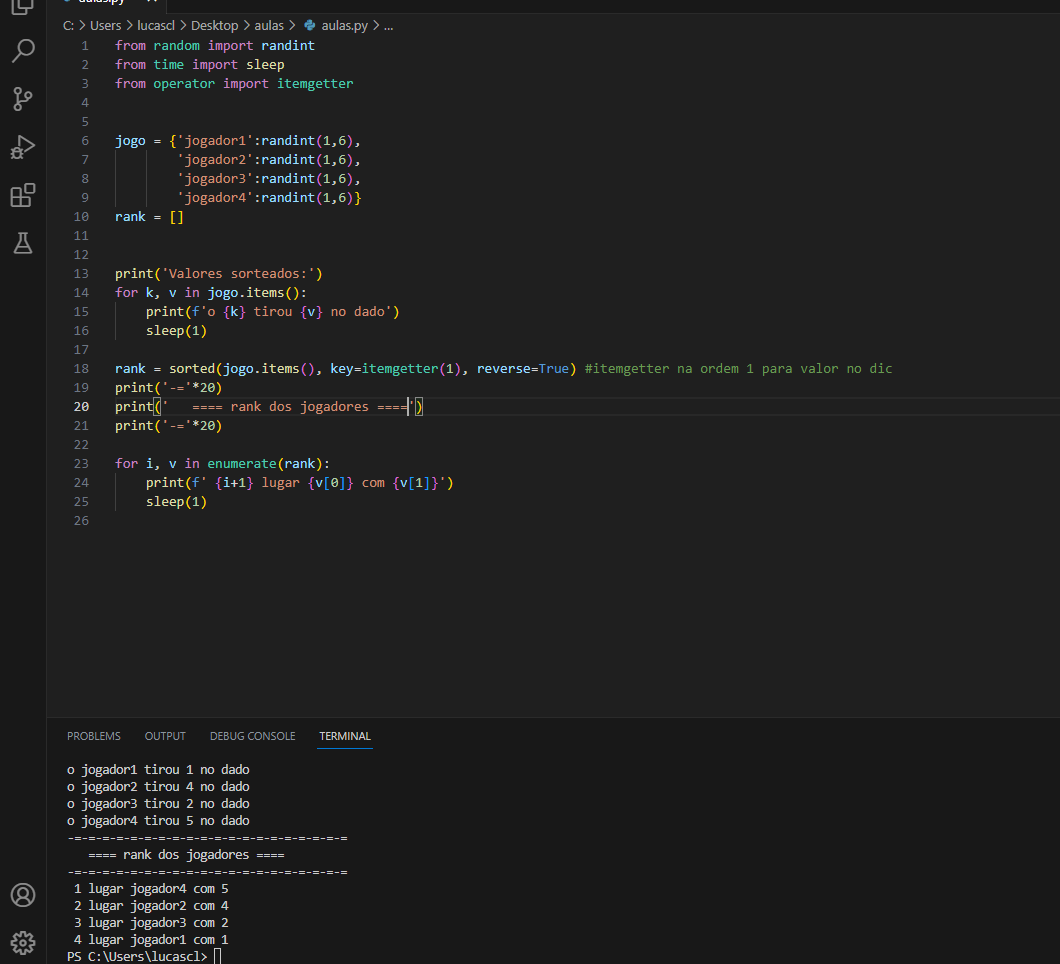 aulas.py
C: > Users > lucascl > Desktop > aulas > aulas.py > ...
1 from random import randint
2 from time import sleep
3 from operator import itemgetter
4
5
6 jogo = {'jogador1':randint(1,6),
7         'jogador2':randint(1,6),
8         'jogador3':randint(1,6),
9         'jogador4':randint(1,6)}
10 rank = []
11
12
13 print('Valores sorteados:')
14 for k, v in jogo.items():
15     print(f'o {k} tirou {v} no dado')
16     sleep(1)
17
18 rank = sorted(jogo.items(), key=itemgetter(1), reverse=True) #itemgetter na ordem 1 para valor no dic
19 print('-='*20)
20 print('   ==== rank dos jogadores ====')
21 print('-='*20)
22
23 for i, v in enumerate(rank):
24     print(f' {i+1} lugar {v[0]} com {v[1]}')
25     sleep(1)
26
PROBLEMS OUTPUT DEBUG CONSOLE TERMINAL
o jogador1 tirou 1 no dado
o jogador2 tirou 4 no dado
o jogador3 tirou 2 no dado
o jogador4 tirou 5 no dado
-=-=-=-=-=-=-=-=-=-=-=-=-=-=-=-=-=-=-=-=
   ==== rank dos jogadores ====
-=-=-=-=-=-=-=-=-=-=-=-=-=-=-=-=-=-=-=-=
 1 lugar jogador4 com 5
 2 lugar jogador2 com 4
 3 lugar jogador3 com 2
 4 lugar jogador1 com 1
PS C:\Users\lucascl>